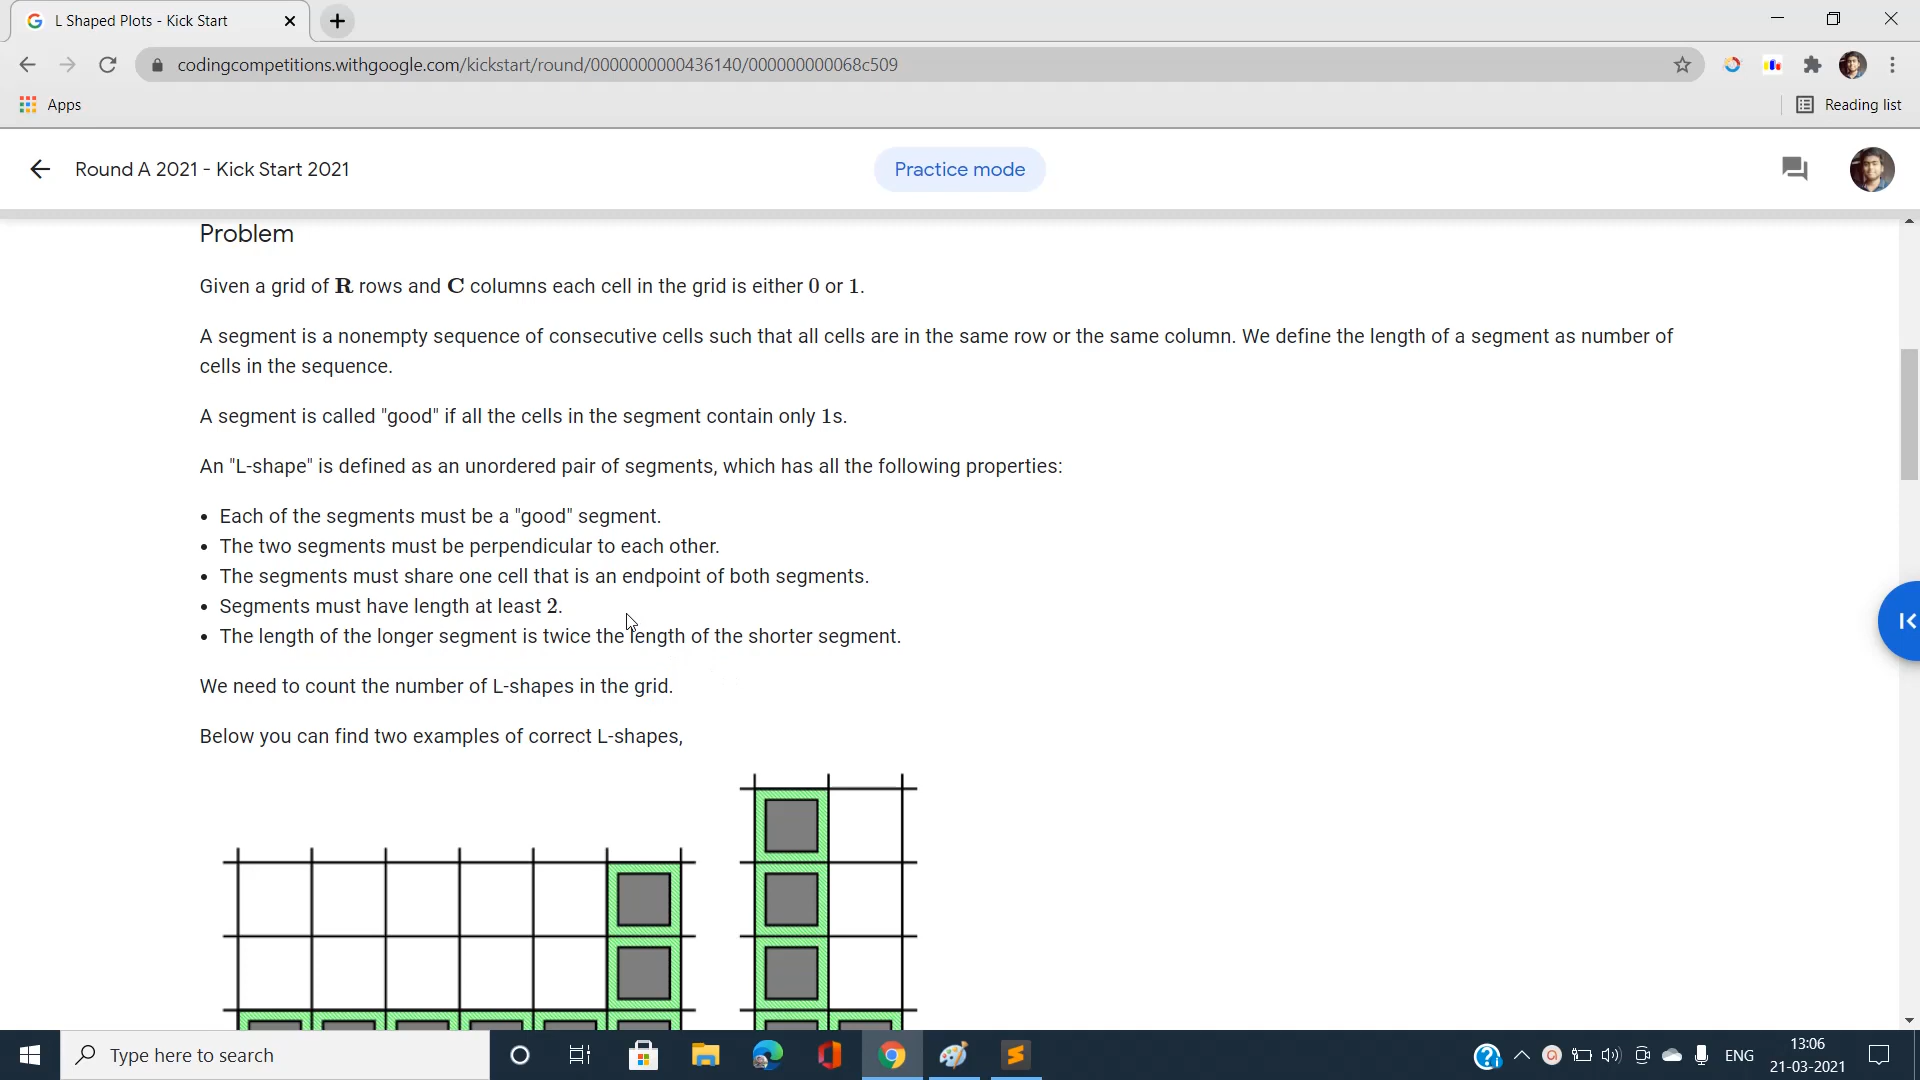 L Shaped Plots - Kick Start
codingcompetitions.withgoogle.com/kickstart/round/0000000000436140/000000000068c509
Apps
Reading list
Round A 2021 - Kick Start 2021
Practice mode
Problem
Given a grid of R rows and C columns each cell in the grid is either 0 or 1.
A segment is a nonempty sequence of consecutive cells such that all cells are in the same row or the same column. We define the length of a segment as number of
cells in the sequence.
A segment is called "good" if all the cells in the segment contain only 1s.
An "L-shape" is defined as an unordered pair of segments, which has all the following properties:
• Each of the segments must be a "good" segment.
• The two segments must be perpendicular to each other.
• The segments must share one cell that is an endpoint of both segments.
• Segments must have length at least 2.
• The length of the longer segment is twice the length of the shorter segment.
We need to count the number of L-shapes in the grid.
Below you can find two examples of correct L-shapes,
Type here to search
ENG
13:06
21-03-2021